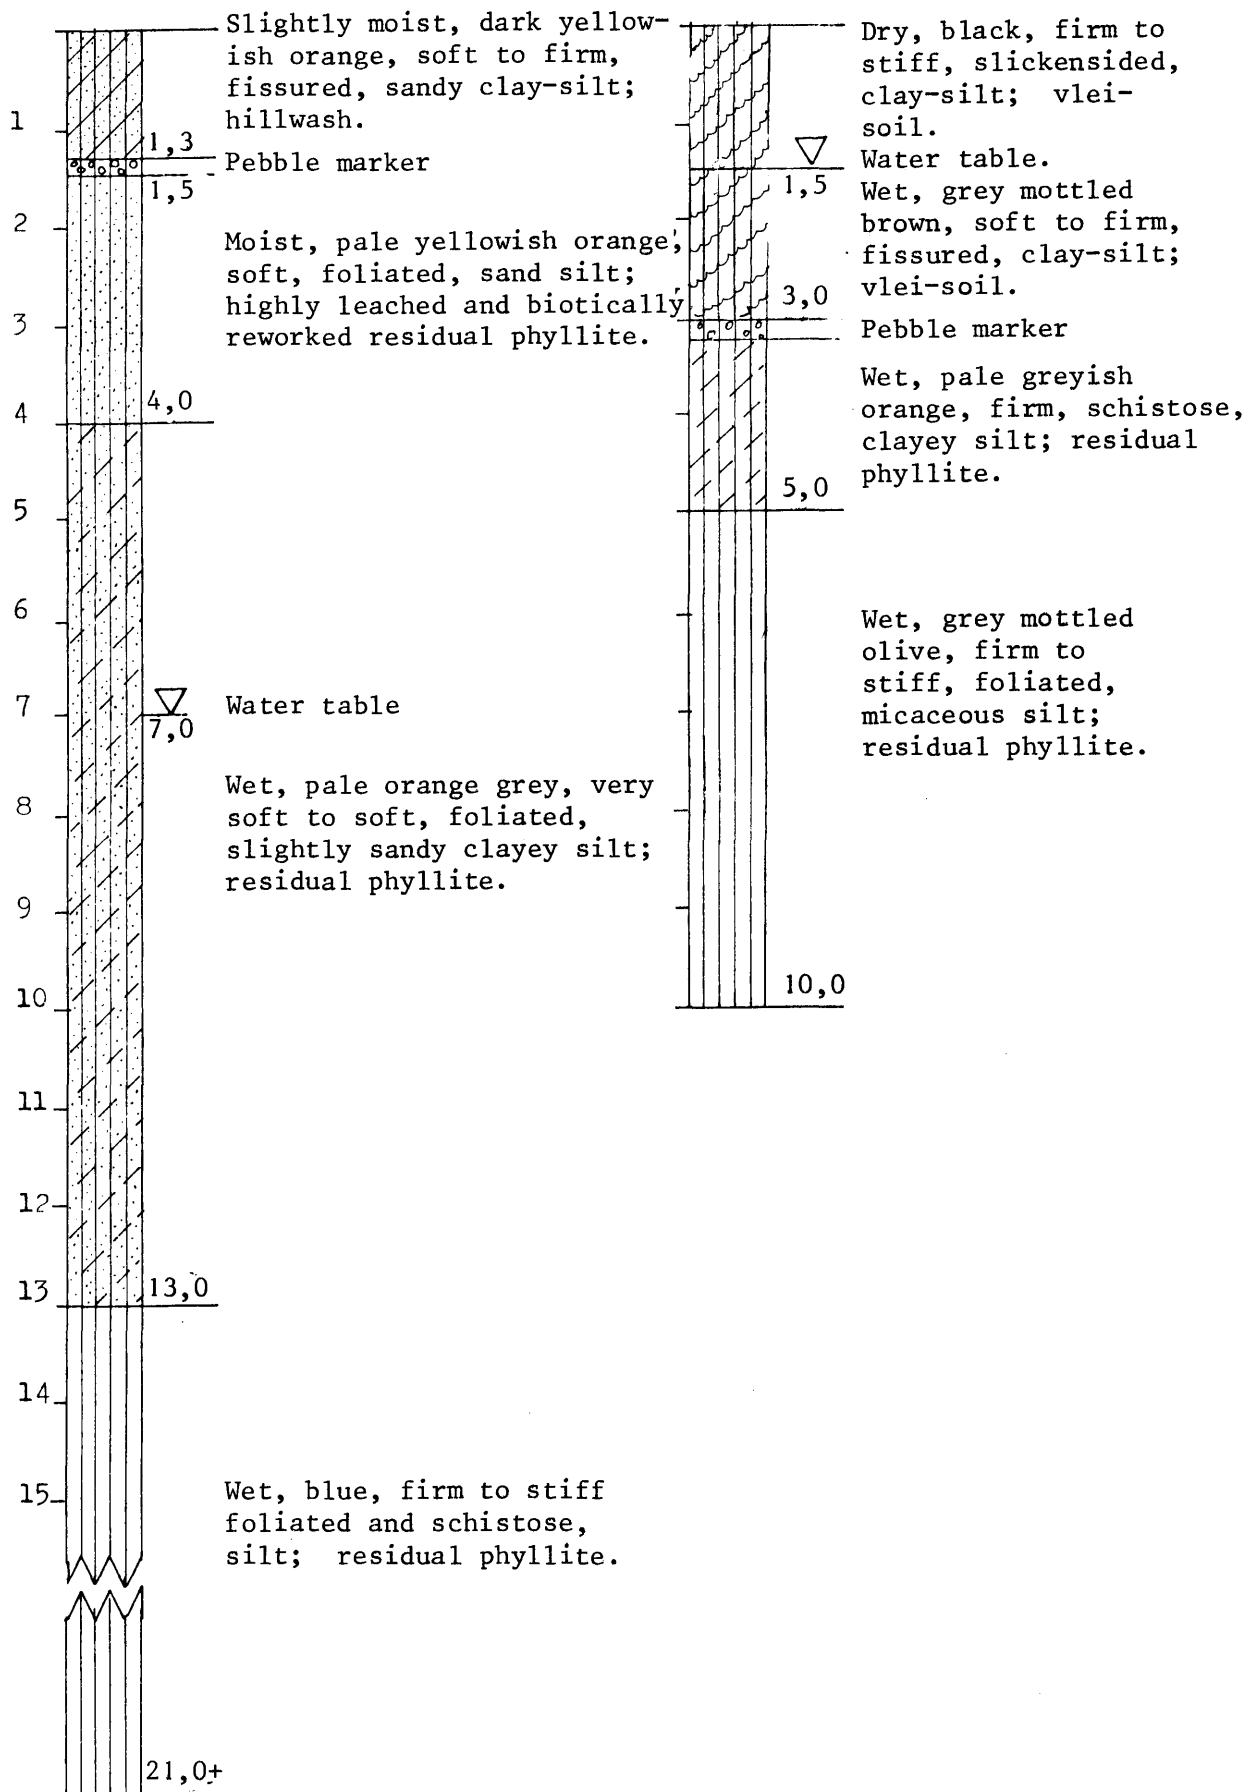 Slightly moist, dark yellow-
ish orange, soft to firm,
fissured, sandy clay-silt;
hillwash.
1
1,3
Pebble marker
1,5
2
Moist, pale yellowish orange,
soft, foliated, sand silt;
highly leached and biotically
reworked residual phyllite.
3
4,0
4
5
6
7
Water table
7,0
Wet, pale orange grey, very
soft to soft, foliated,
slightly sandy clayey silt;
residual phyllite.
8
9
10
11
12
13
13,0
14
15
Wet, blue, firm to stiff
foliated and schistose,
silt; residual phyllite.
21,0+
Dry, black, firm to
stiff, slickensided,
clay-silt; vlei-
soil.
Water table.
1,5
Wet, grey mottled
brown, soft to firm,
fissured, clay-silt;
vlei-soil.
3,0
Pebble marker
Wet, pale greyish
orange, firm, schistose,
clayey silt; residual
phyllite.
5,0
Wet, grey mottled
olive, firm to
stiff, foliated,
micaceous silt;
residual phyllite.
10,0